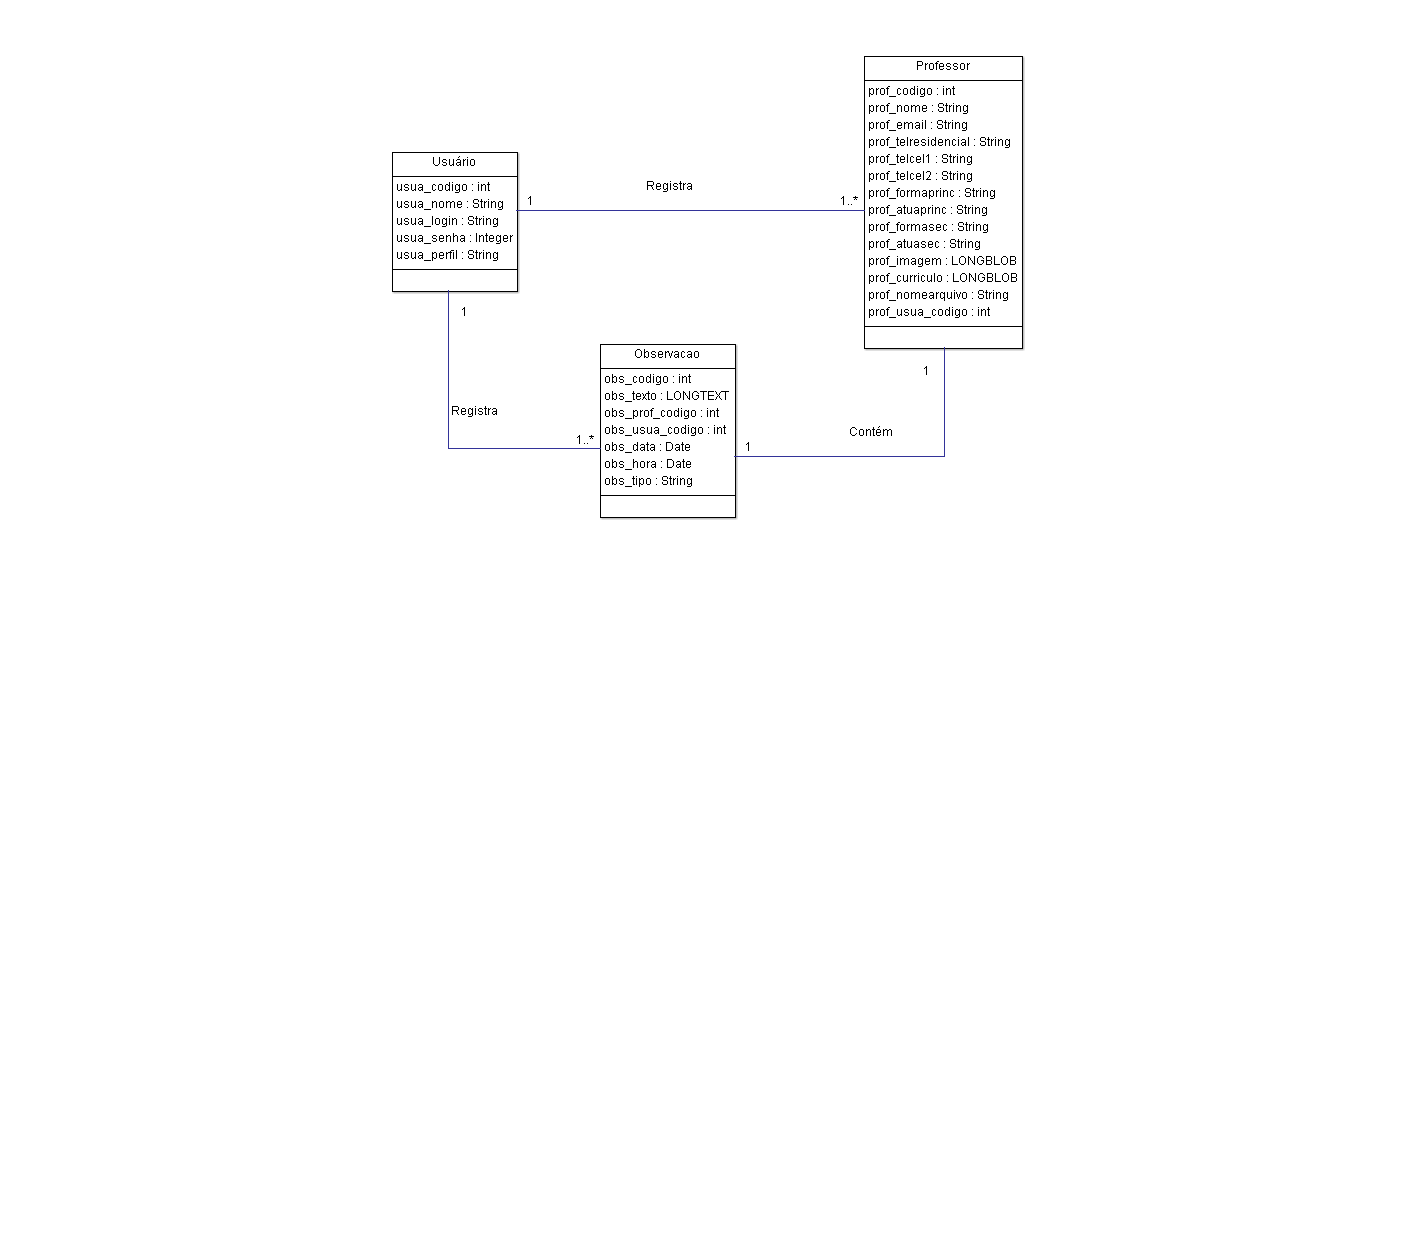 Professor
prof_codigo : int
prof_nome : String
prof_email : String
prof_telresidencial : String
prof_telcel1 : String
prof_telcel2 : String
prof_formaprinc : String
prof_atuaprinc : String
prof_formasec : String
prof_atuasec : String
prof_imagem : LONGBLOB
prof_curriculo : LONGBLOB
prof_nomearquivo : String
prof_usua_codigo : int
Usuário
usua_codigo : int
usua_nome : String
usua_login : String
usua_senha : Integer
usua_perfil : String
Registra
1
1..*
1
Registra
1..*
Observacao
obs_codigo : int
obs_texto : LONGTEXT
obs_prof_codigo : int
obs_usua_codigo : int
obs_data : Date
obs_hora : Date
obs_tipo : String
1
Contém
1